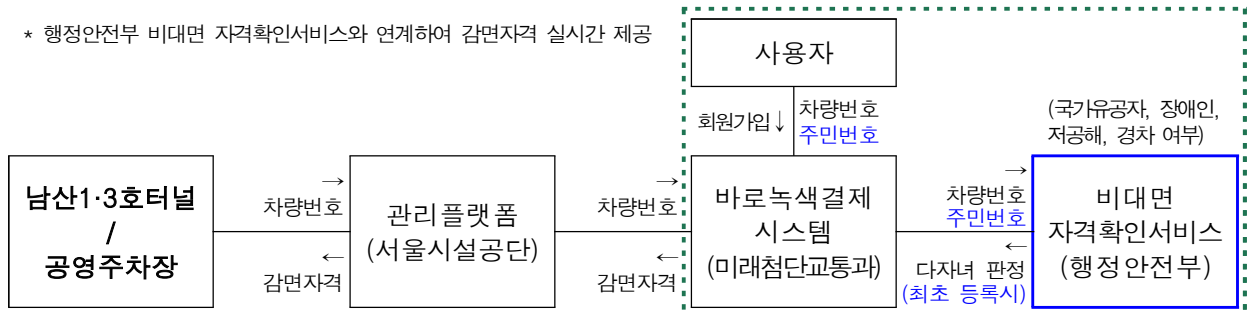 * 행정안전부 비대면 자격확인서비스와 연계하여 감면자격 실시간 제공
사용자
회원가입↓
차량번호
주민번호
(국가유공자, 장애인,
저공해, 경차 여부)
남산1·3호터널
/
공영주차장
→
차량번호
←
감면자격
관리플랫폼
(서울시설공단)
→
차량번호
←
감면자격
바로녹색결제
시스템
(미래첨단교통과)
→
차량번호
주민번호
←
다자녀 판정
(최초 등록시)
비대면
자격확인서비스
(행정안전부)